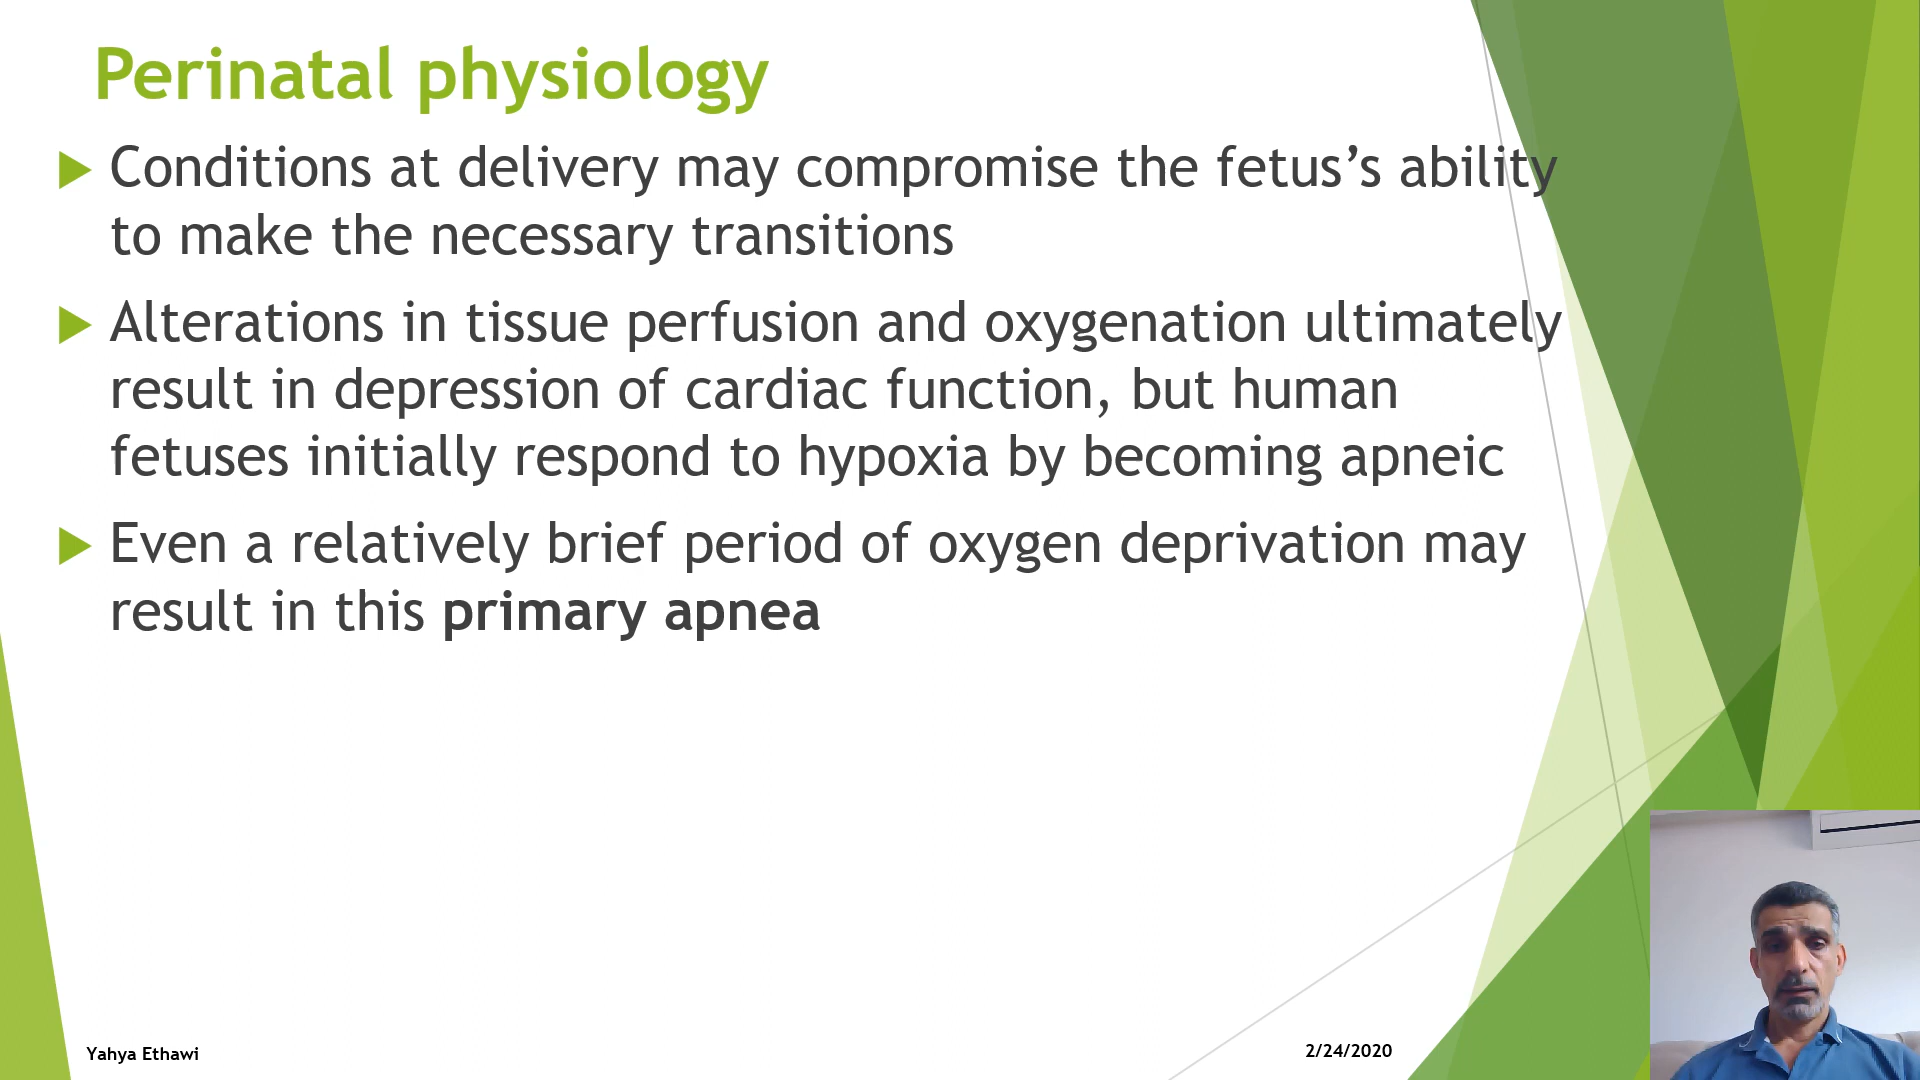 Perinatal physiology
Conditions at delivery may compromise the fetus’s ability
to make the necessary transitions
Alterations in tissue perfusion and oxygenation ultimately
result in depression of cardiac function, but human
fetuses initially respond to hypoxia by becoming apneic
Even a relatively brief period of oxygen deprivation may
result in this primary apnea
Yahya Ethawi
2/24/2020